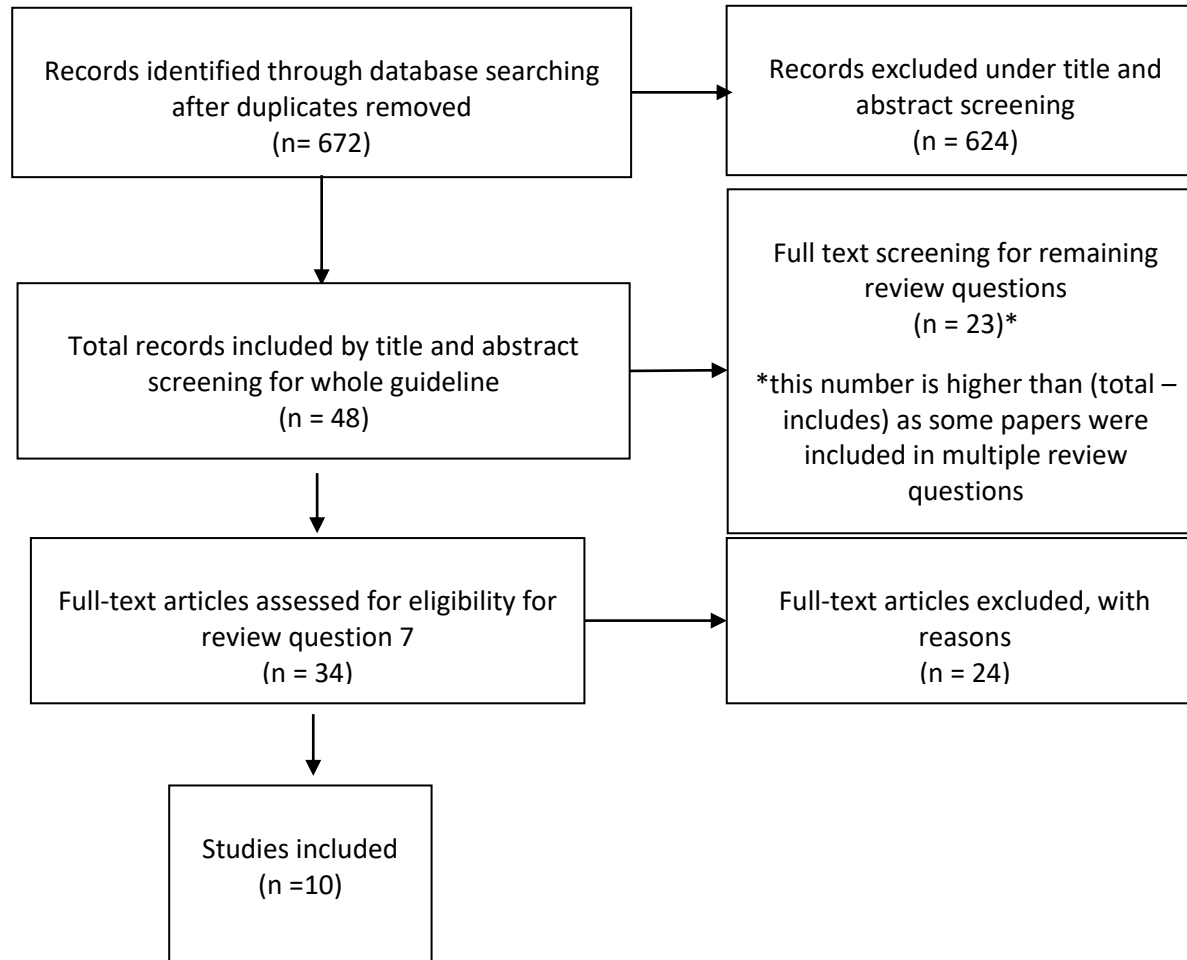 Records identified through database searching
after duplicates removed
(n= 672)
Records excluded under title and
abstract screening
(n = 624)
Total records included by title and abstract
screening for whole guideline
(n = 48)
Full text screening for remaining
review questions
(n = 23)*
*this number is higher than (total –
includes) as some papers were
included in multiple review
questions
Full-text articles assessed for eligibility for
review question 7
(n = 34)
Full-text articles excluded, with
reasons
(n = 24)
Studies included
(n =10)